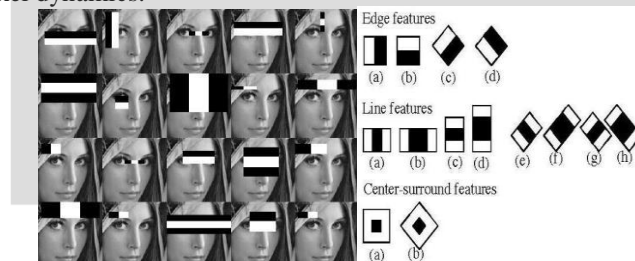 Edge features
(a) (b) (c) (d)
Line features
(a) (b) (c) (d) (e) (f) (g) (h)
Center-surround features
(a) (b)